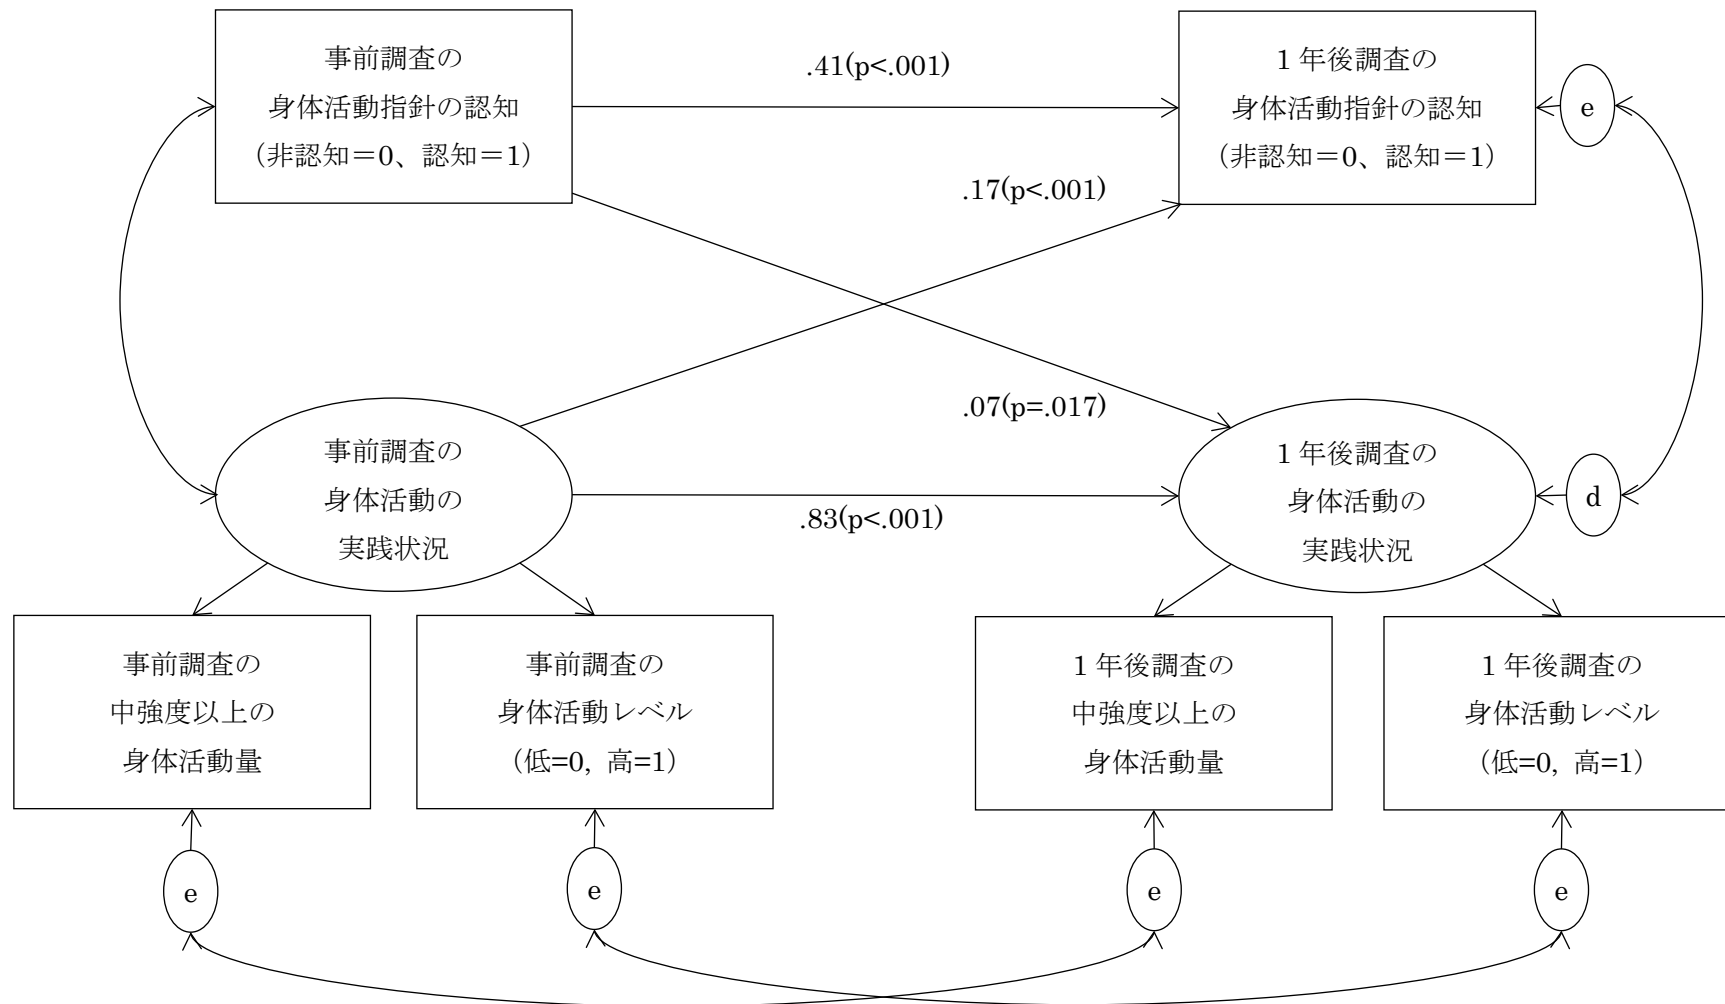 事前調査の
身体活動指針の認知
（非認知＝0、認知＝1）
.41(p<.001)
1 年後調査の
身体活動指針の認知
（非認知＝0、認知＝1）
e
.17(p<.001)
.07(p=.017)
事前調査の
身体活動の
実践状況
.83(p<.001)
1 年後調査の
身体活動の
実践状況
d
事前調査の
中強度以上の
身体活動量
事前調査の
身体活動レベル
（低=0, 高=1）
1 年後調査の
中強度以上の
身体活動量
1 年後調査の
身体活動レベル
（低=0, 高=1）
e
e
e
e